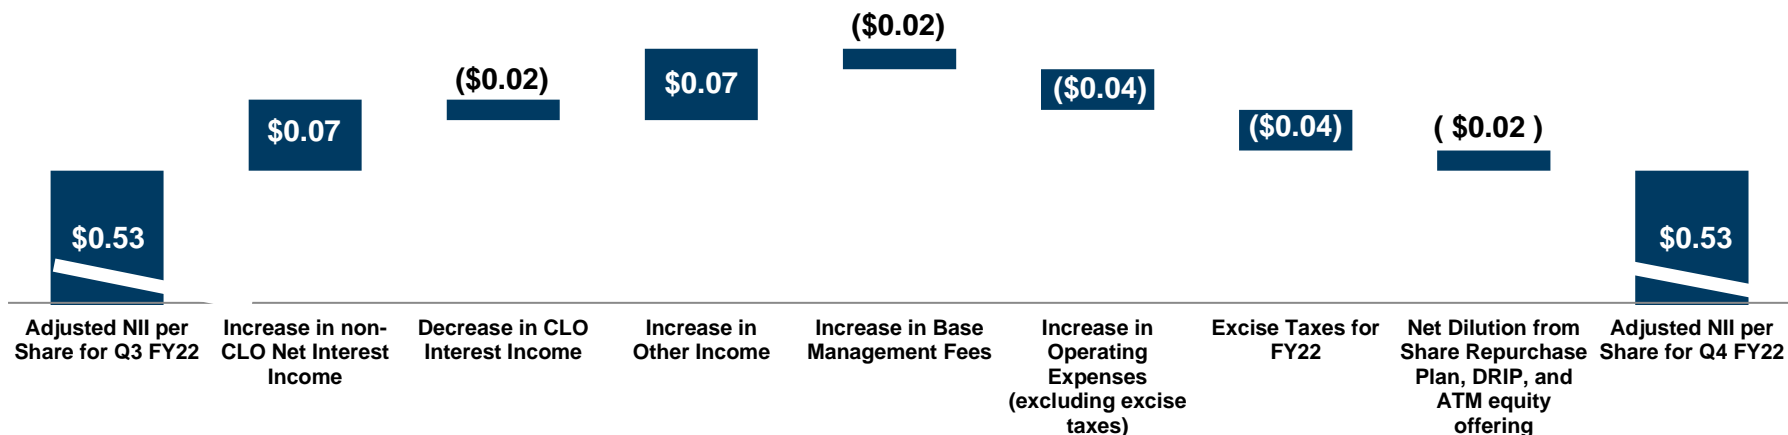 $0.53
$0.07
($0.02)
$0.07
($0.02)
($0.04)
($0.04)
( $0.02 )
$0.53
Adjusted NII per
Share for Q3 FY22
Increase in non-
CLO Net Interest
Income
Decrease in CLO
Interest Income
Increase in
Other Income
Increase in Base
Management Fees
Increase in
Operating
Expenses
(excluding excise
taxes)
Excise Taxes for
FY22
Net Dilution from
Share Repurchase
Plan, DRIP, and
ATM equity
offering
Adjusted NII per
Share for Q4 FY22